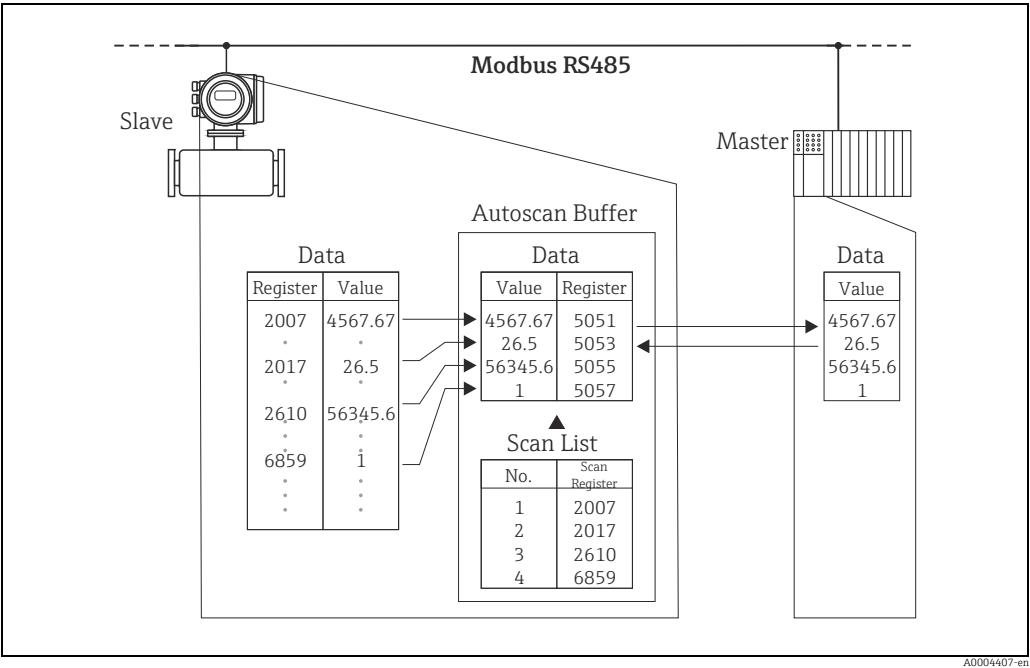 Modbus RS485
Slave
Master
Autoscan Buffer
Data
Register Value
2007 4567.67
2017 26.5
2610 56345.6
6859 1
Data
Value Register
4567.67 5051
26.5 5053
56345.6 5055
1 5057
Scan List
No. Scan Register
1 2007
2 2017
3 2610
4 6859
Data
Value
4567.67
26.5
56345.6
1
A0004407-en